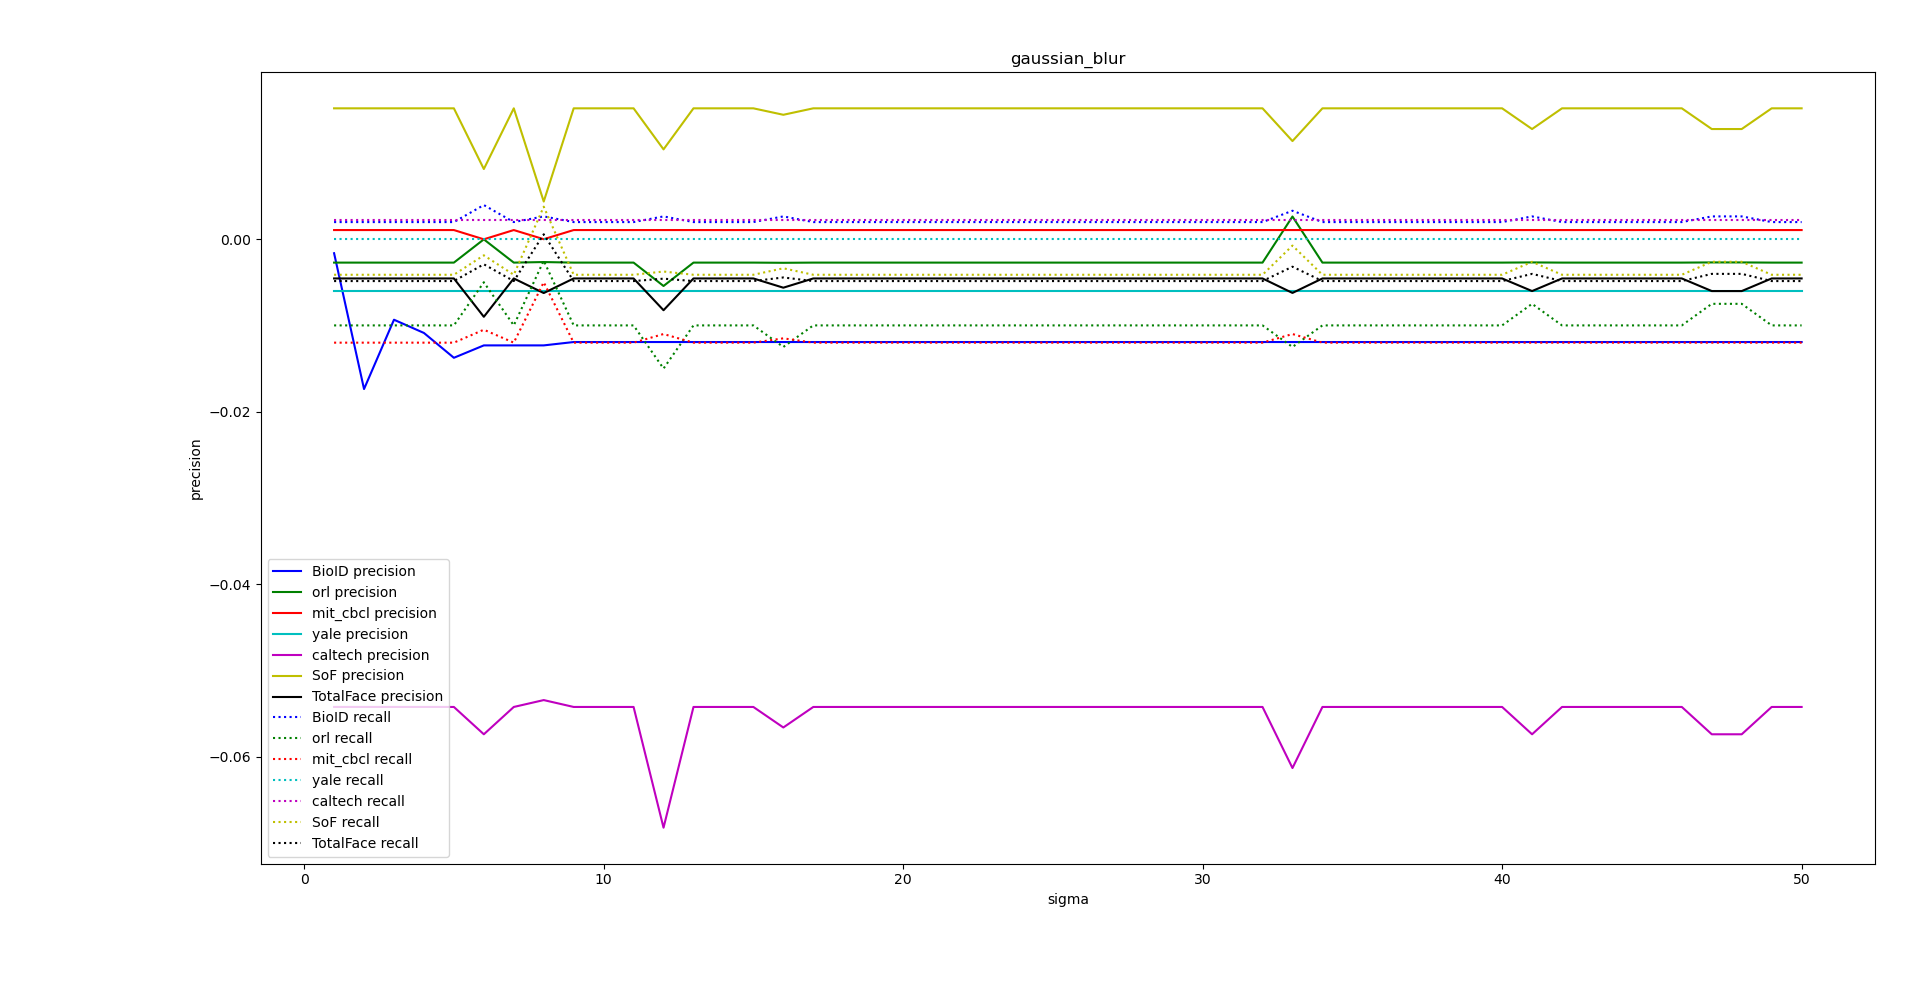 gaussian_blur
0.00
−0.02
−0.04
−0.06
precision
BioID precision
orl precision
mit_cbcl precision
yale precision
caltech precision
SoF precision
TotalFace precision
BioID recall
orl recall
mit_cbcl recall
yale recall
caltech recall
SoF recall
TotalFace recall
0 10 20 30 40 50
sigma